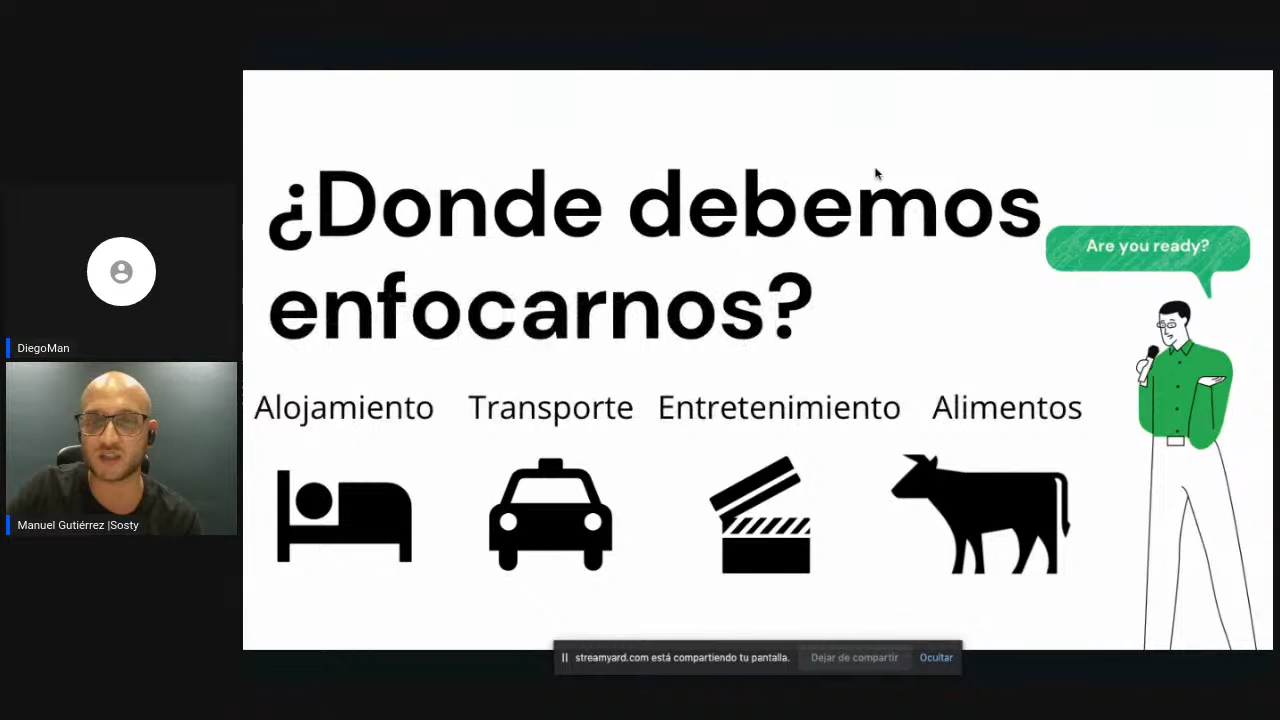 ¿Donde debemos
enfocarnos?
Are you ready?
Alojamiento Transporte Entretenimiento Alimentos
DiegoMan
Manuel Gutiérrez |Sosty
streamyard.com está compartiendo tu pantalla. Dejar de compartir Ocultar